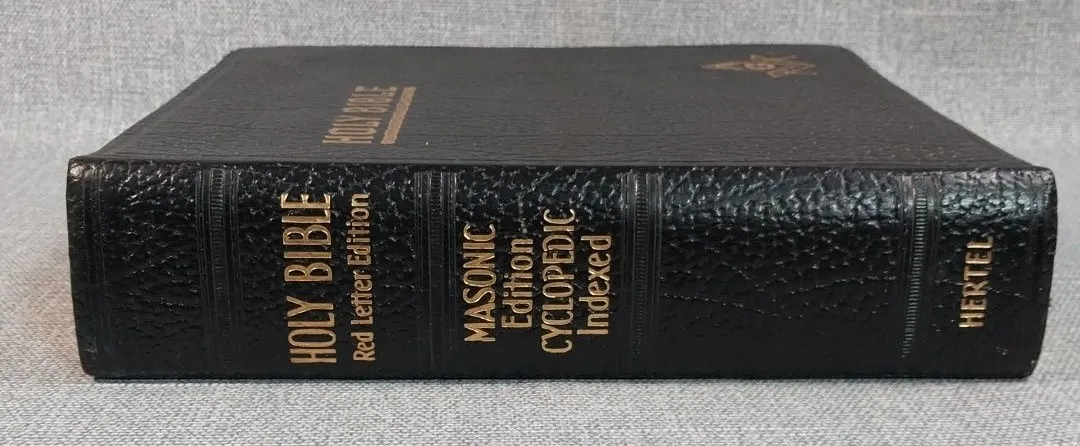 HOLY BIBLE
HOLY BIBLE
Red Letter Edition
MASONIC
Edition
CYCLOPEDIC
Indexed
HERTEL